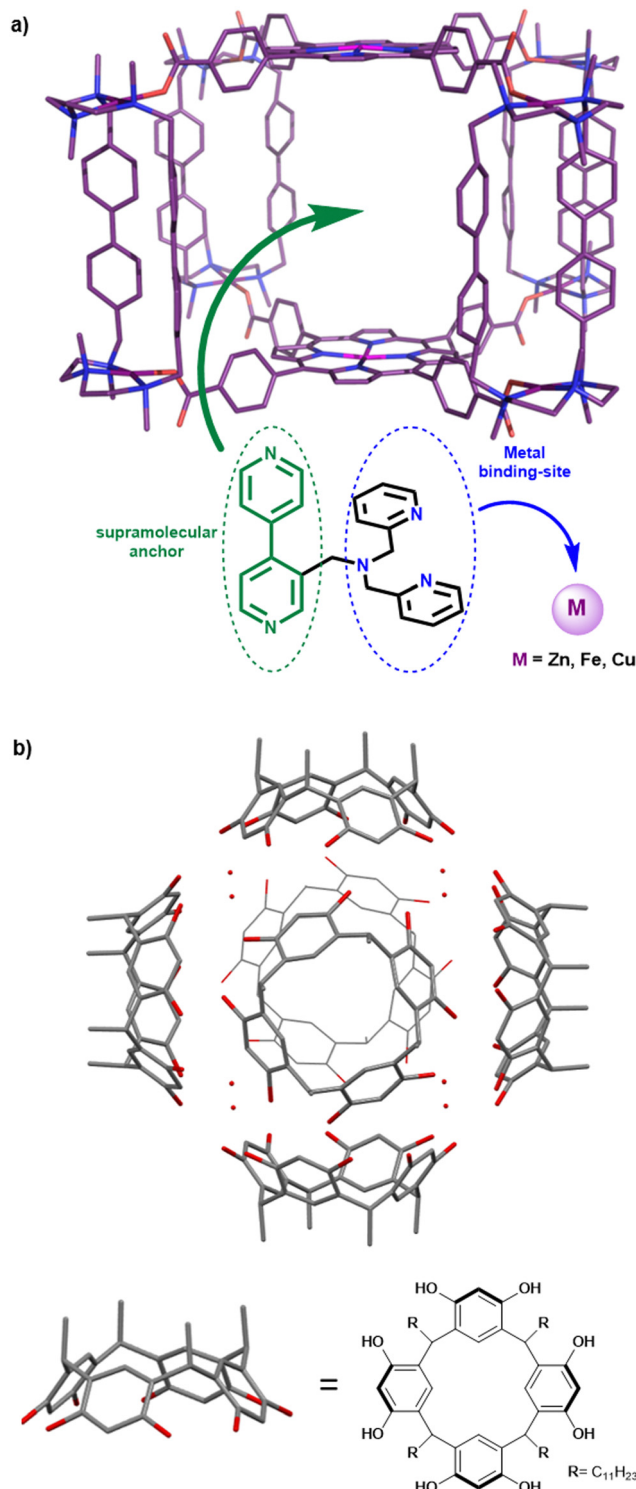 a)
N
supramolecular
anchor
N
N
N
N
Metal
binding-site
M
M = Zn, Fe, Cu
b)
HO
OH
R
R
HO
OH
=
HO
OH
R
R
HO
OH
R= C₁₁H₂₃